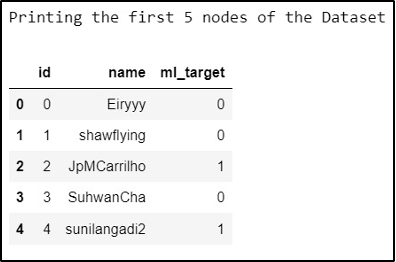 Printing the first 5 nodes of the Dataset
id name ml_target
0 0 Eiryyy 0
1 1 shawflying 0
2 2 JpMCarrilho 1
3 3 SuhwanCha 0
4 4 sunilangadi2 1